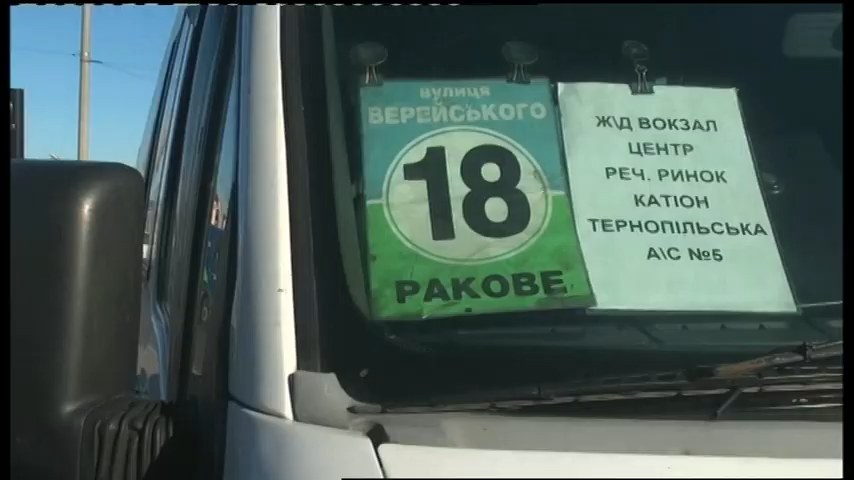 вулиця
ВЕРЕЙСЬКОГО
18
РАКОВЕ
Ж\Д ВОКЗАЛ
ЦЕНТР
РЕЧ. РИНОК
КАТІОН
ТЕРНОПІЛЬСЬКА
А\С №5